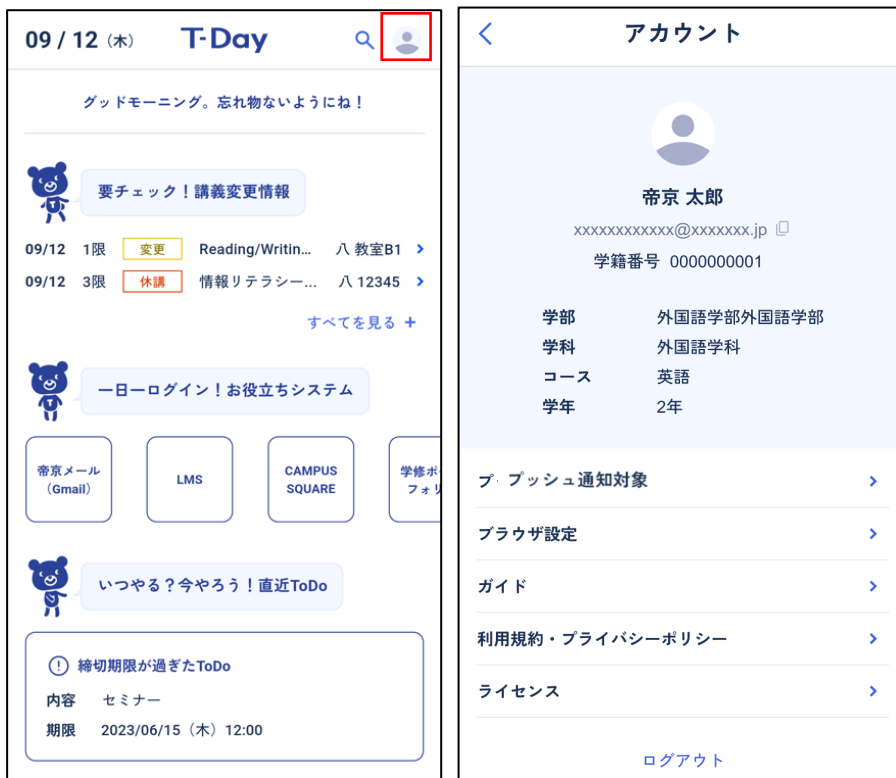 09 / 12 (木)
T-Day
グッドモーニング。忘れ物ないようにね！
要チェック！講義変更情報
09/12 1限 変更 Reading/Writin... 八 教室B1
09/12 3限 休講 情報リテラシー... 八 12345
すべてを見る +
一日一ログイン！お役立ちシステム
帝京メール
（Gmail）
LMS
CAMPUS
SQUARE
学修ポ
フォリ
いつやる？今やろう！直近ToDo
締切期限が過ぎたToDo
内容 セミナー
期限 2023/06/15（木）12:00
アカウント
帝京 太郎
xxxxxxxxxxxx@xxxxxxx.jp
学籍番号 0000000001
学部 外国語学部外国語学部
学科 外国語学科
コース 英語
学年 2年
プ プッシュ通知対象
ブラウザ設定
ガイド
利用規約・プライバシーポリシー
ライセンス
ログアウト